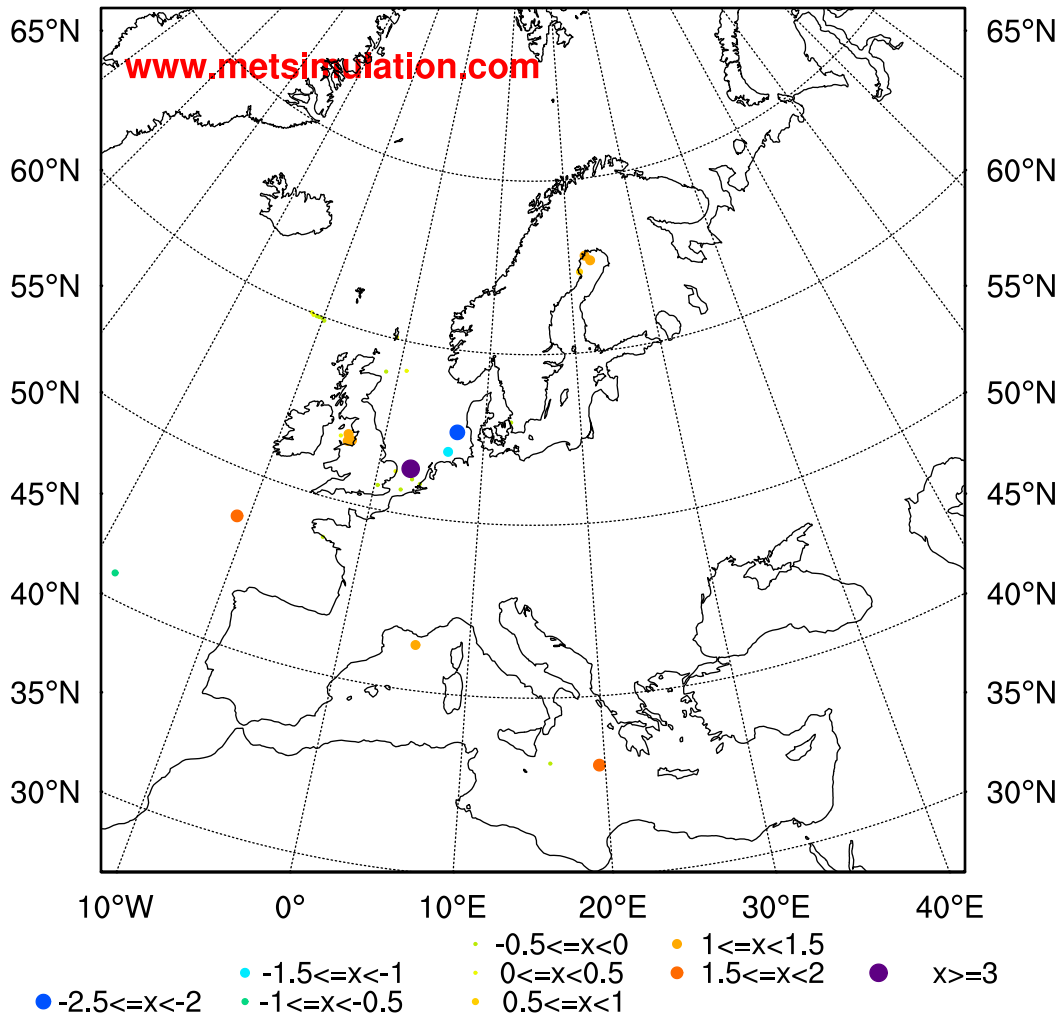 65°N 65°N
www.metsimulation.com
60°N 60°N
55°N 55°N
50°N 50°N
45°N 45°N
40°N 40°N
35°N 35°N
30°N 30°N
10°W 0° 10°E 20°E 30°E 40°E
-0.5<=x<0 1<=x<1.5
-1.5<=x<-1 0<=x<0.5 1.5<=x<2 x>=3
-2.5<=x<-2 -1<=x<-0.5 0.5<=x<1